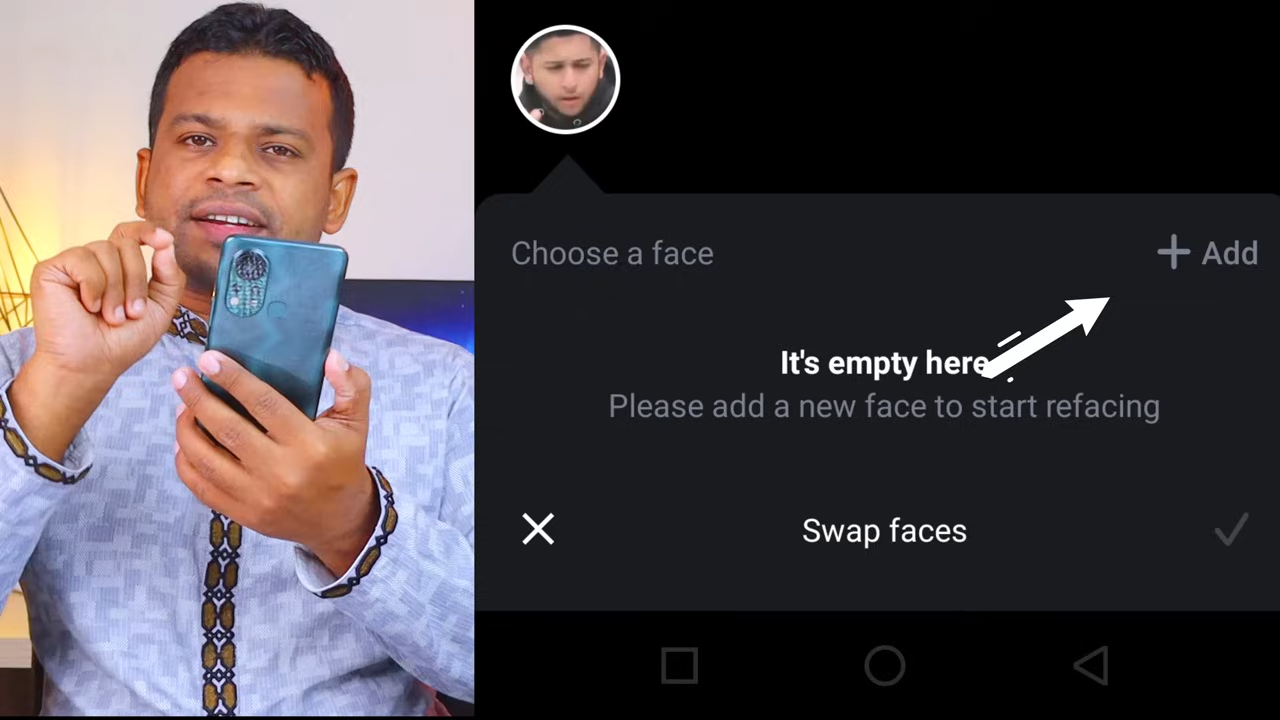 Choose a face
Add
It's empty here
Please add a new face to start refacing
Swap faces